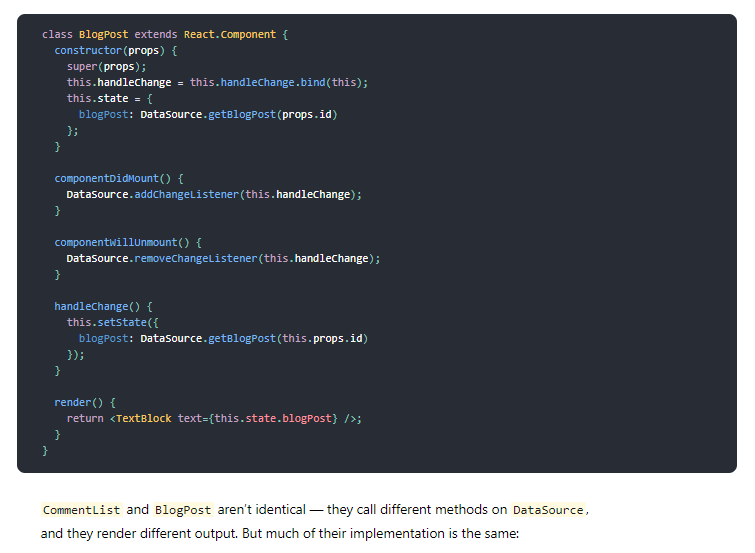 class BlogPost extends React.Component {
  constructor(props) {
    super(props);
    this.handleChange = this.handleChange.bind(this);
    this.state = {
      blogPost: DataSource.getBlogPost(props.id)
    };
  }

  componentDidMount() {
    DataSource.addChangeListener(this.handleChange);
  }

  componentWillUnmount() {
    DataSource.removeChangeListener(this.handleChange);
  }

  handleChange() {
    this.setState({
      blogPost: DataSource.getBlogPost(this.props.id)
    });
  }

  render() {
    return <TextBlock text={this.state.blogPost} />;
  }
}

CommentList and BlogPost aren’t identical — they call different methods on DataSource,
and they render different output. But much of their implementation is the same: